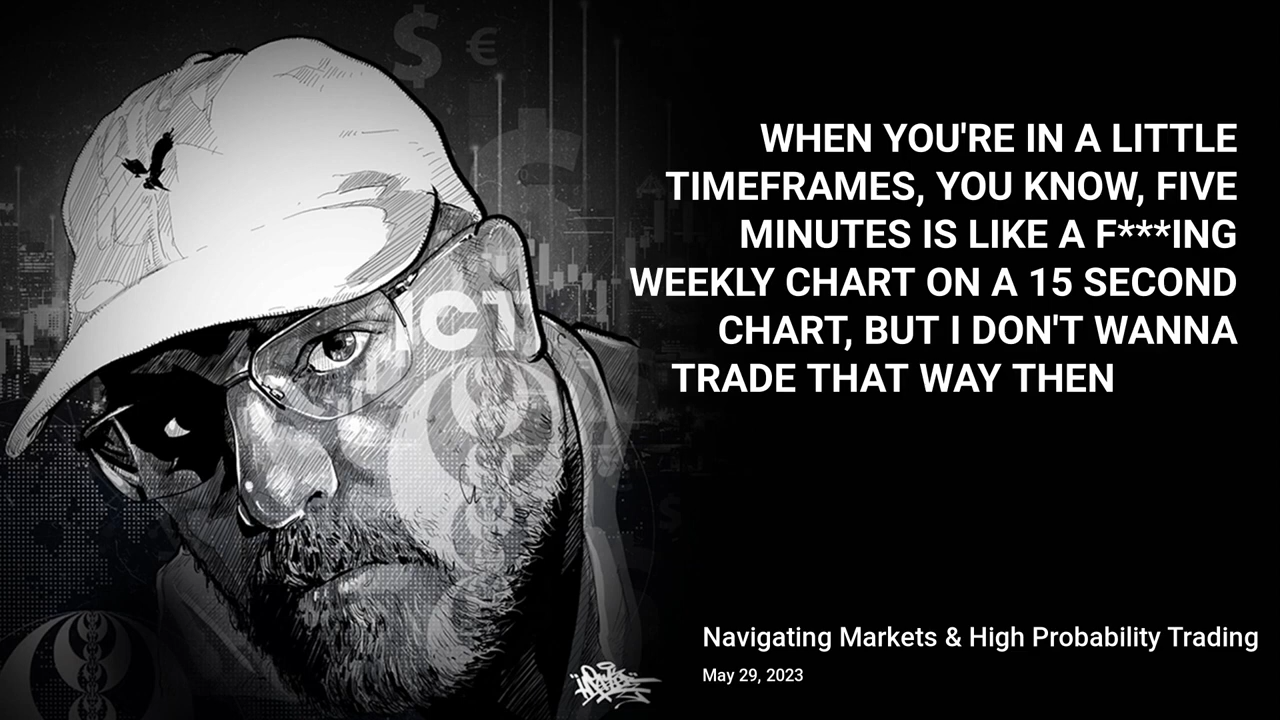 $ €
ICT
WHEN YOU'RE IN A LITTLE
TIMEFRAMES, YOU KNOW, FIVE
MINUTES IS LIKE A F***ING
WEEKLY CHART ON A 15 SECOND
CHART, BUT I DON'T WANNA
TRADE THAT WAY THEN
Navigating Markets & High Probability Trading
May 29, 2023